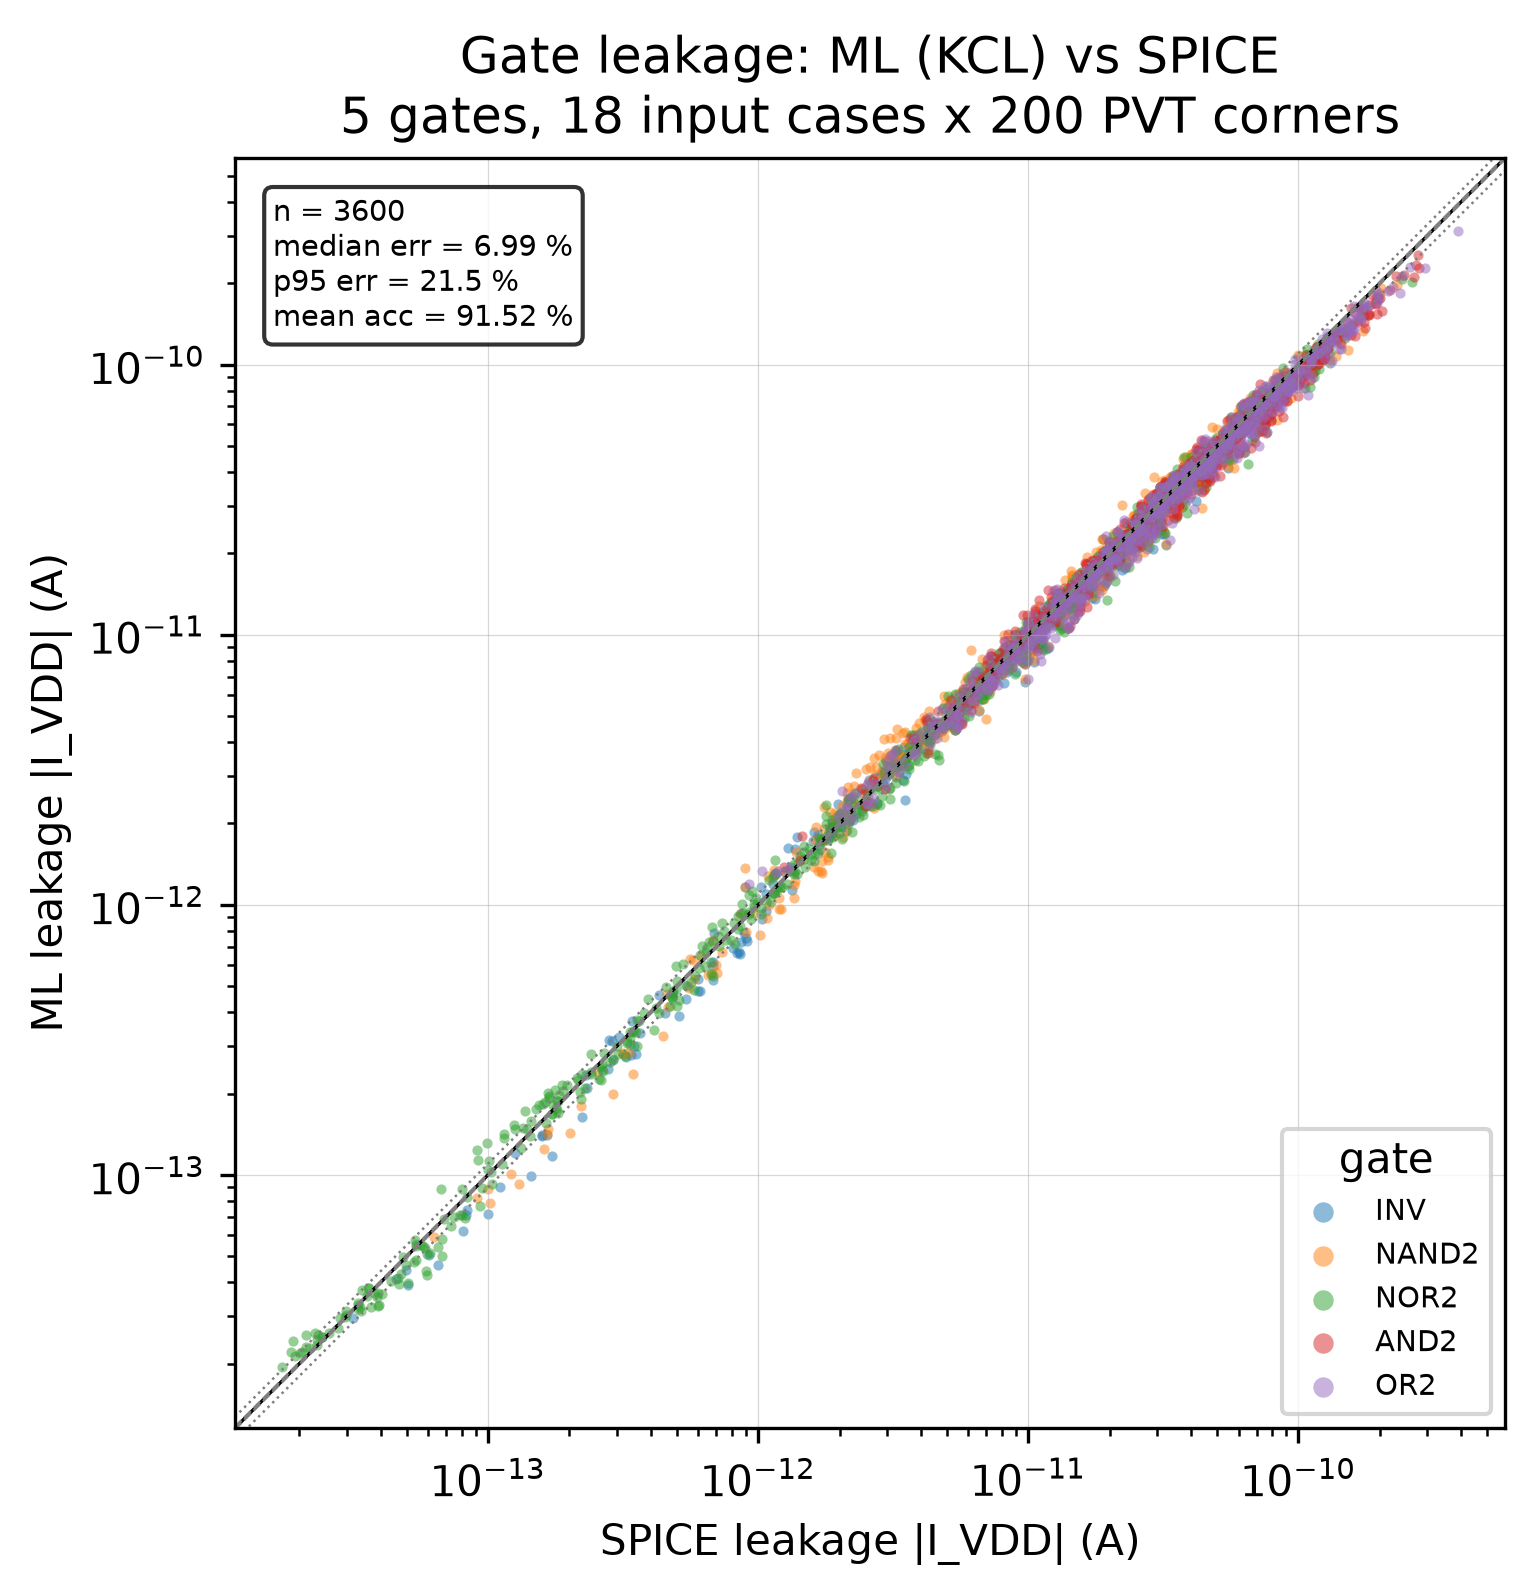 Gate leakage: ML (KCL) vs SPICE
5 gates, 18 input cases x 200 PVT corners
n = 3600
median err = 6.99 %
p95 err = 21.5 %
mean acc = 91.52 %
ML leakage |I_VDD| (A)
10⁻¹⁰
10⁻¹¹
10⁻¹²
10⁻¹³
gate
INV
NAND2
NOR2
AND2
OR2
10⁻¹³ 10⁻¹² 10⁻¹¹ 10⁻¹⁰
SPICE leakage |I_VDD| (A)